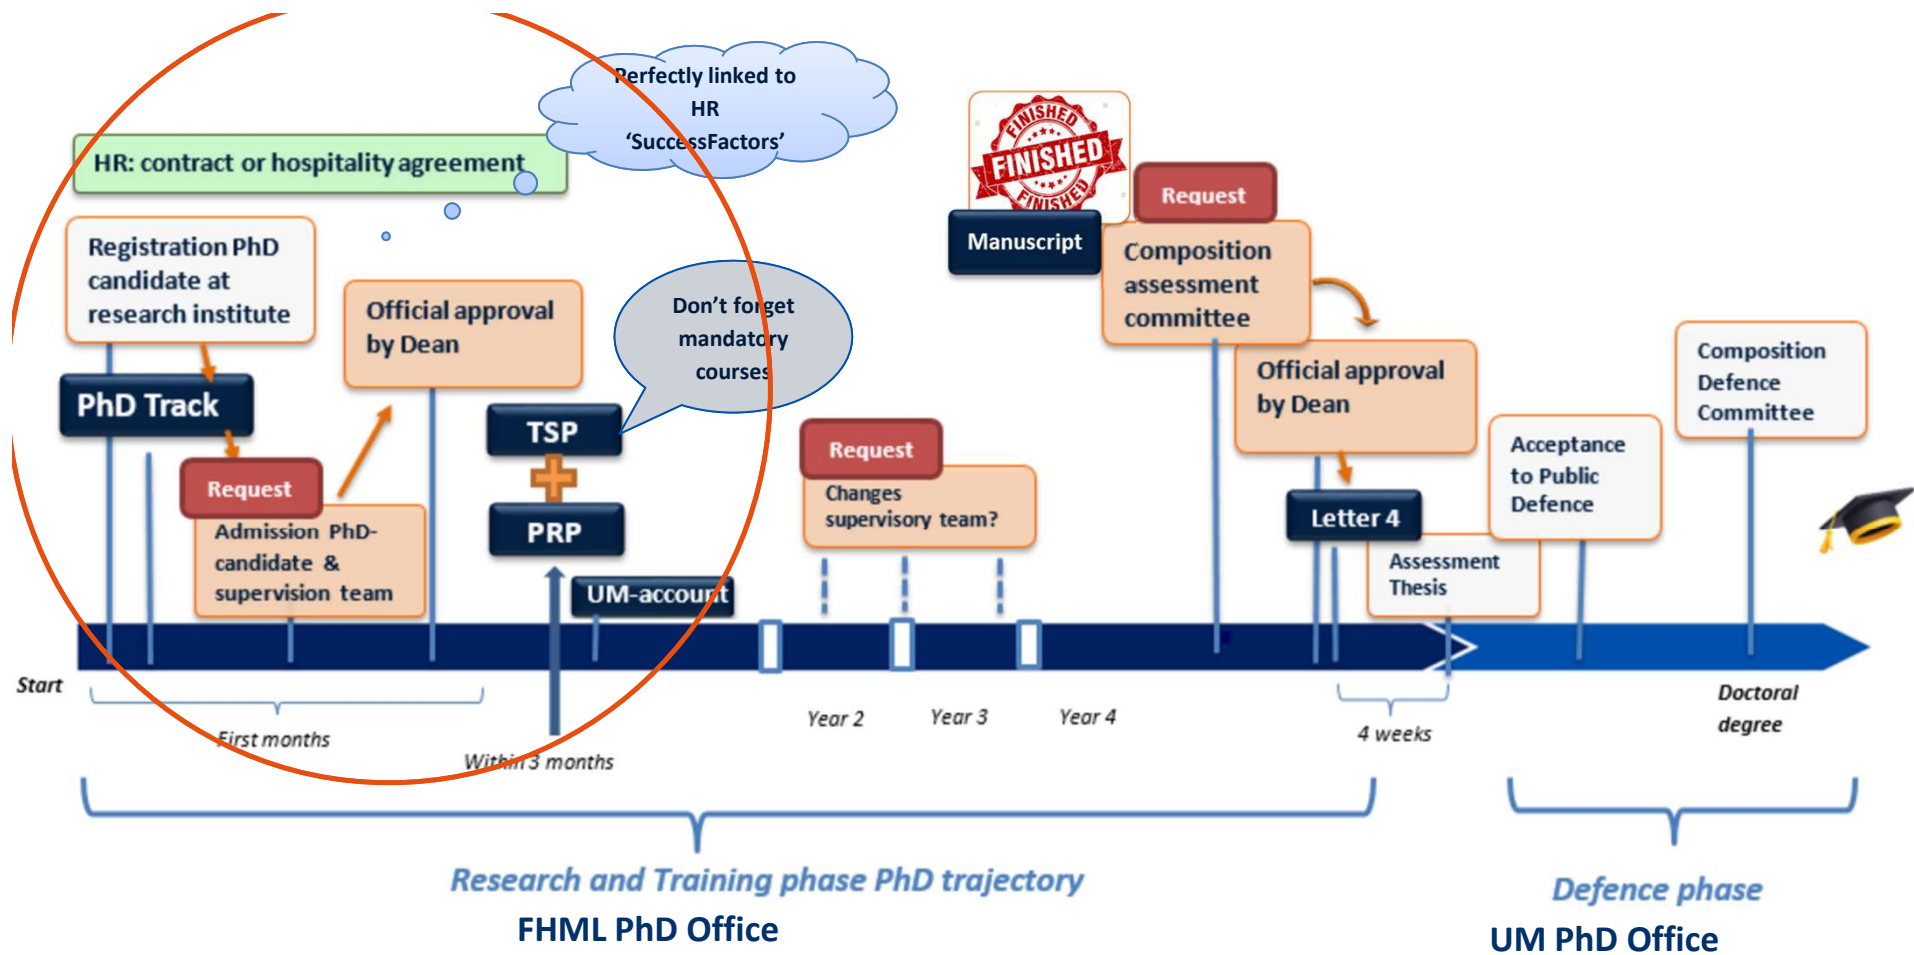 Perfectly linked to
HR
‘SuccessFactors’
HR: contract or hospitality agreement
Registration PhD
candidate at
research institute
PhD Track
Request
Admission PhD-
candidate &
supervision team
Official approval
by Dean
Don’t forget
mandatory
courses
TSP
PRP
UM-account
Request
Changes
supervisory team?
FINISHED
FINISHED
FINISHED
Manuscript
Request
Composition
assessment
committee
Official approval
by Dean
Letter 4
Assessment
Thesis
Acceptance
to Public
Defence
Composition
Defence
Committee
Start
First months
Within 3 months
Year 2
Year 3
Year 4
4 weeks
Doctoral
degree
Research and Training phase PhD trajectory
FHML PhD Office
Defence phase
UM PhD Office